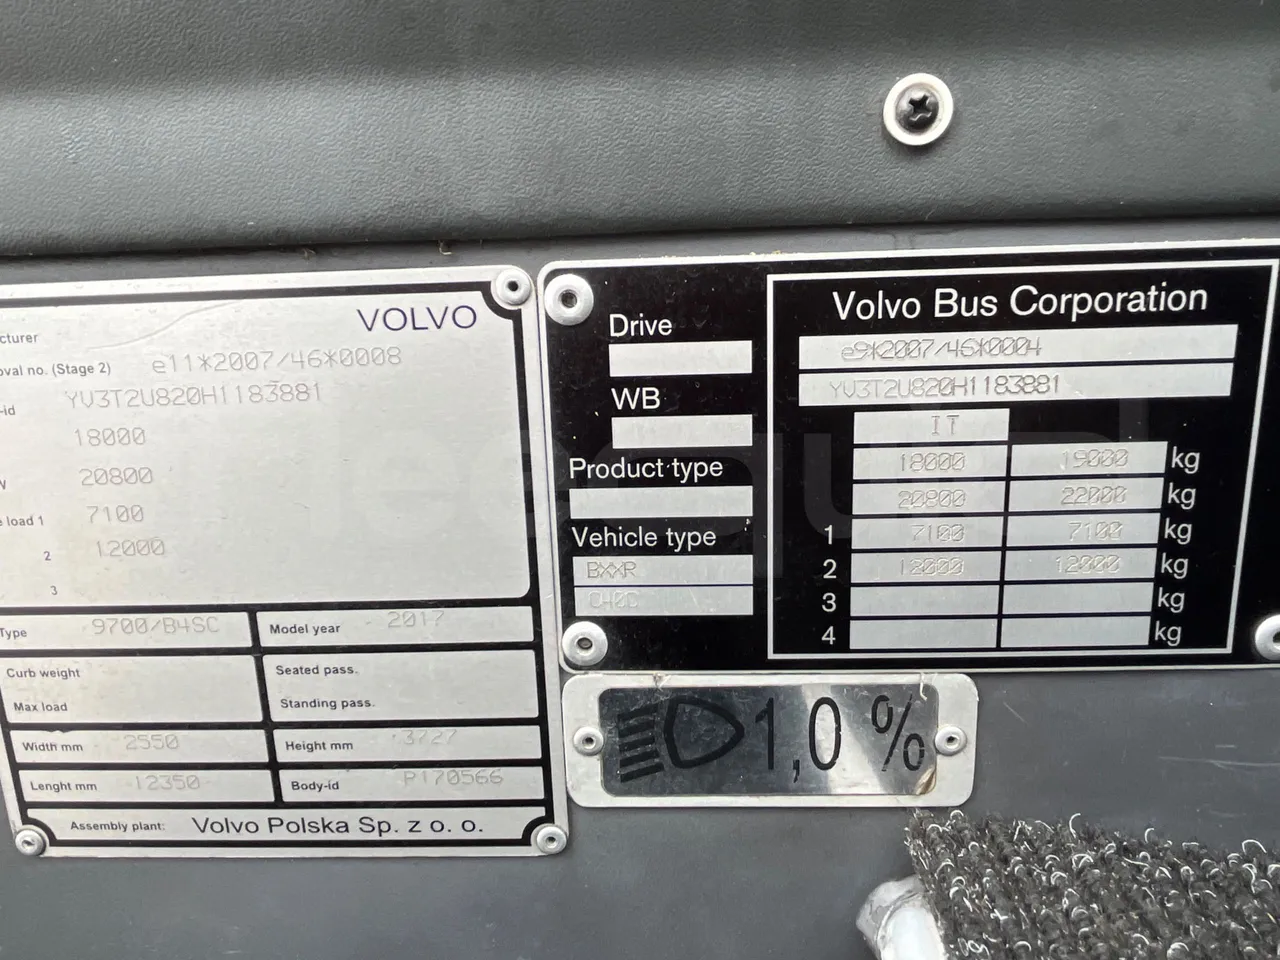 VOLVO
cturer
oval no. (Stage 2) e11*2007/46*0008
-id YV3T2U820H1183881
18000
20800
e load 1 7100
2 12000
3
Type 9700/B4SC Model year 2017
Curb weight Seated pass.
Max load Standing pass.
Width mm 2550 Height mm 3727
Lenght mm 12350 Body-id P170566
Assembly plant: Volvo Polska Sp. z o. o.
Drive
WB
Product type
Vehicle type
BXXR
Volvo Bus Corporation
e9*2007/46*0004
YV3T2U820H1183881
IT
18000 19000 kg
20800 22000 kg
1 7100 7100 kg
2 12000 12000 kg
3 kg
4 kg
1,0 %